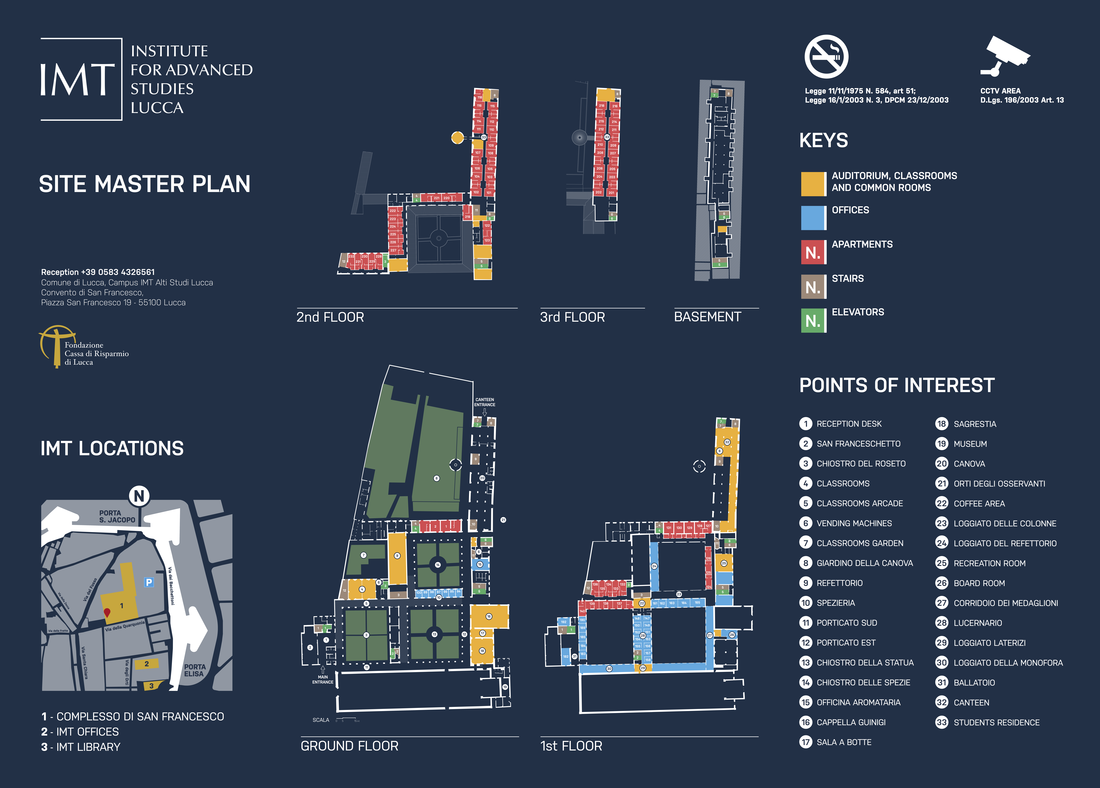 IMT
INSTITUTE
FOR ADVANCED
STUDIES
LUCCA
SITE MASTER PLAN
Reception +39 0583 4326561
Comune di Lucca, Campus IMT Alti Studi Lucca
Convento di San Francesco,
Piazza San Francesco 19 - 55100 Lucca
Fondazione
Cassa di Risparmio
di Lucca
IMT LOCATIONS
N
PORTA
S. JACOPO
P
Via dei Bacchettoni
1
Via della Quarquonia
2
3
PORTA
ELISA
1 - COMPLESSO DI SAN FRANCESCO
2 - IMT OFFICES
3 - IMT LIBRARY
2nd FLOOR
3rd FLOOR
BASEMENT
CANTEEN
ENTRANCE
MAIN
ENTRANCE
SCALA
GROUND FLOOR
1st FLOOR
Legge 11/11/1975 N. 584, art 51;
Legge 16/1/2003 N. 3, DPCM 23/12/2003
CCTV AREA
D.Lgs. 196/2003 Art. 13
KEYS
AUDITORIUM, CLASSROOMS
AND COMMON ROOMS
OFFICES
N. APARTMENTS
N. STAIRS
N. ELEVATORS
POINTS OF INTEREST
1 RECEPTION DESK
2 SAN FRANCESCHETTO
3 CHIOSTRO DEL ROSETO
4 CLASSROOMS
5 CLASSROOMS ARCADE
6 VENDING MACHINES
7 CLASSROOMS GARDEN
8 GIARDINO DELLA CANOVA
9 REFETTORIO
10 SPEZIERIA
11 PORTICATO SUD
12 PORTICATO EST
13 CHIOSTRO DELLA STATUA
14 CHIOSTRO DELLE SPEZIE
15 OFFICINA AROMATARIA
16 CAPPELLA GUINIGI
17 SALA A BOTTE
18 SAGRESTIA
19 MUSEUM
20 CANOVA
21 ORTI DEGLI OSSERVANTI
22 COFFEE AREA
23 LOGGIATO DELLE COLONNE
24 LOGGIATO DEL REFETTORIO
25 RECREATION ROOM
26 BOARD ROOM
27 CORRIDOIO DEI MEDAGLIONI
28 LUCERNARIO
29 LOGGIATO LATERIZI
30 LOGGIATO DELLA MONOFORA
31 BALLATOIO
32 CANTEEN
33 STUDENTS RESIDENCE